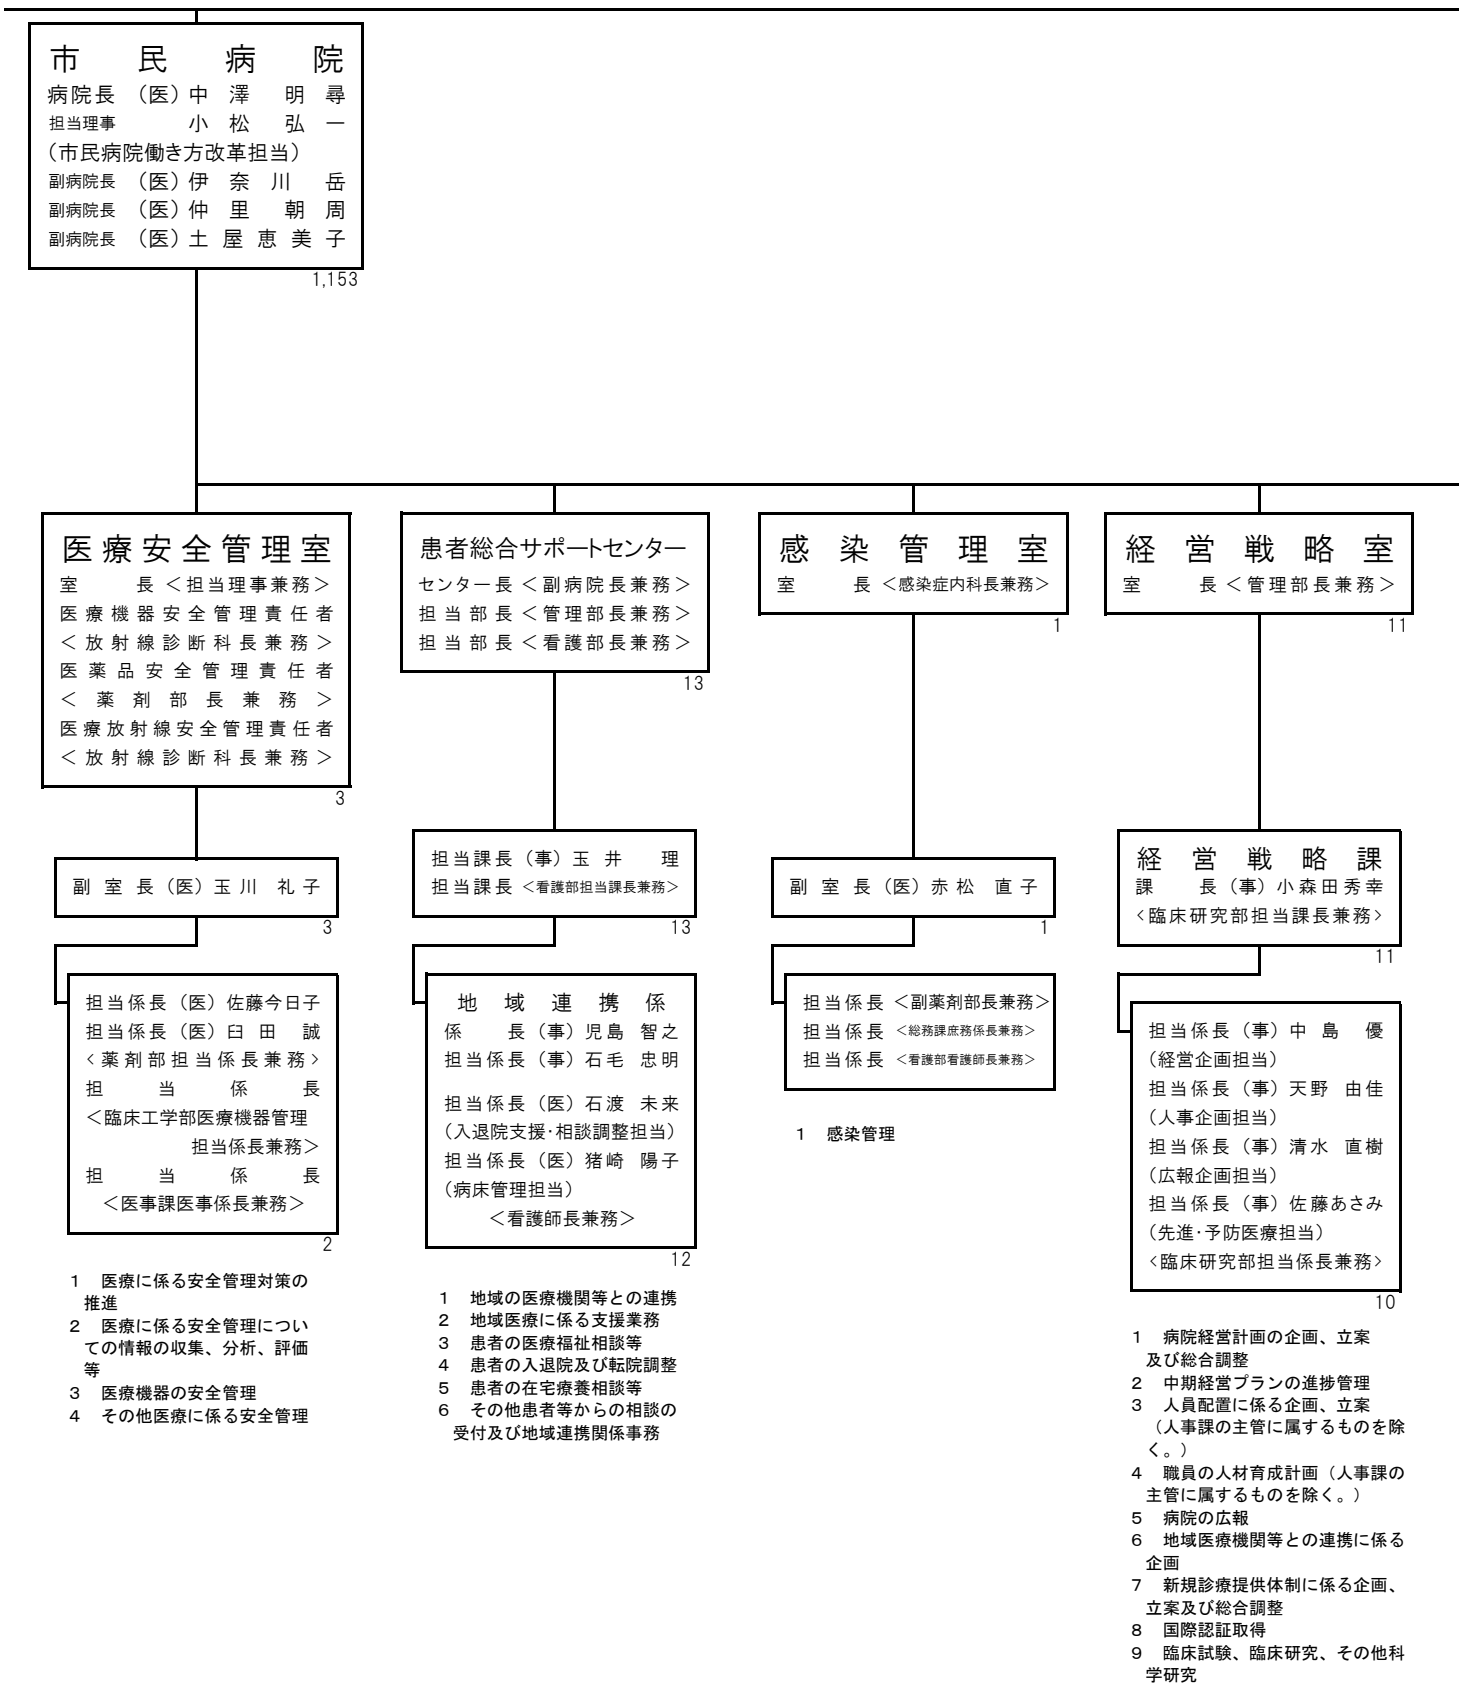 市民病院
病院長（医）中澤明尋
担当理事 小松弘一
（市民病院働き方改革担当）
副病院長（医）伊奈川岳
副病院長（医）仲里朝周
副病院長（医）土屋恵美子
1,153
医療安全管理室
室長＜担当理事兼務＞
医療機器安全管理責任者
＜放射線診断科長兼務＞
医薬品安全管理責任者
＜薬剤部長兼務＞
医療放射線安全管理責任者
＜放射線診断科長兼務＞
3
副室長（医）玉川礼子
3
担当係長（医）佐藤今日子
担当係長（医）臼田誠
＜薬剤部担当係長兼務＞
担当係長
＜臨床工学部医療機器管理
担当係長兼務＞
担当係長
＜医事課医事係長兼務＞
2
1 医療に係る安全管理対策の
推進
2 医療に係る安全管理につい
ての情報の収集、分析、評価
等
3 医療機器の安全管理
4 その他医療に係る安全管理
患者総合サポートセンター
センター長＜副病院長兼務＞
担当部長＜管理部長兼務＞
担当部長＜看護部長兼務＞
13
担当課長（事）玉井理
担当課長＜看護部担当課長兼務＞
13
地域連携係
係長（事）児島智之
担当係長（事）石毛忠明
担当係長（医）石渡未来
（入退院支援・相談調整担当）
担当係長（医）猪崎陽子
（病床管理担当）
＜看護師長兼務＞
12
1 地域の医療機関等との連携
2 地域医療に係る支援業務
3 患者の医療福祉相談等
4 患者の入退院及び転院調整
5 患者の在宅療養相談等
6 その他患者等からの相談の
受付及び地域連携関係事務
感染管理室
室長＜感染症内科長兼務＞
1
副室長（医）赤松直子
1
担当係長＜副薬剤部長兼務＞
担当係長＜総務課庶務係長兼務＞
担当係長＜看護部看護師長兼務＞
1 感染管理
経営戦略室
室長＜管理部長兼務＞
11
経営戦略課
課長（事）小森田秀幸
＜臨床研究部担当課長兼務＞
11
担当係長（事）中島優
（経営企画担当）
担当係長（事）天野由佳
（人事企画担当）
担当係長（事）清水直樹
（広報企画担当）
担当係長（事）佐藤あさみ
（先進・予防医療担当）
＜臨床研究部担当係長兼務＞
10
1 病院経営計画の企画、立案
及び総合調整
2 中期経営プランの進捗管理
3 人員配置に係る企画、立案
（人事課の主管に属するものを除
く。）
4 職員の人材育成計画（人事課の
主管に属するものを除く。）
5 病院の広報
6 地域医療機関等との連携に係る
企画
7 新規診療提供体制に係る企画、
立案及び総合調整
8 国際認証取得
9 臨床試験、臨床研究、その他科
学研究